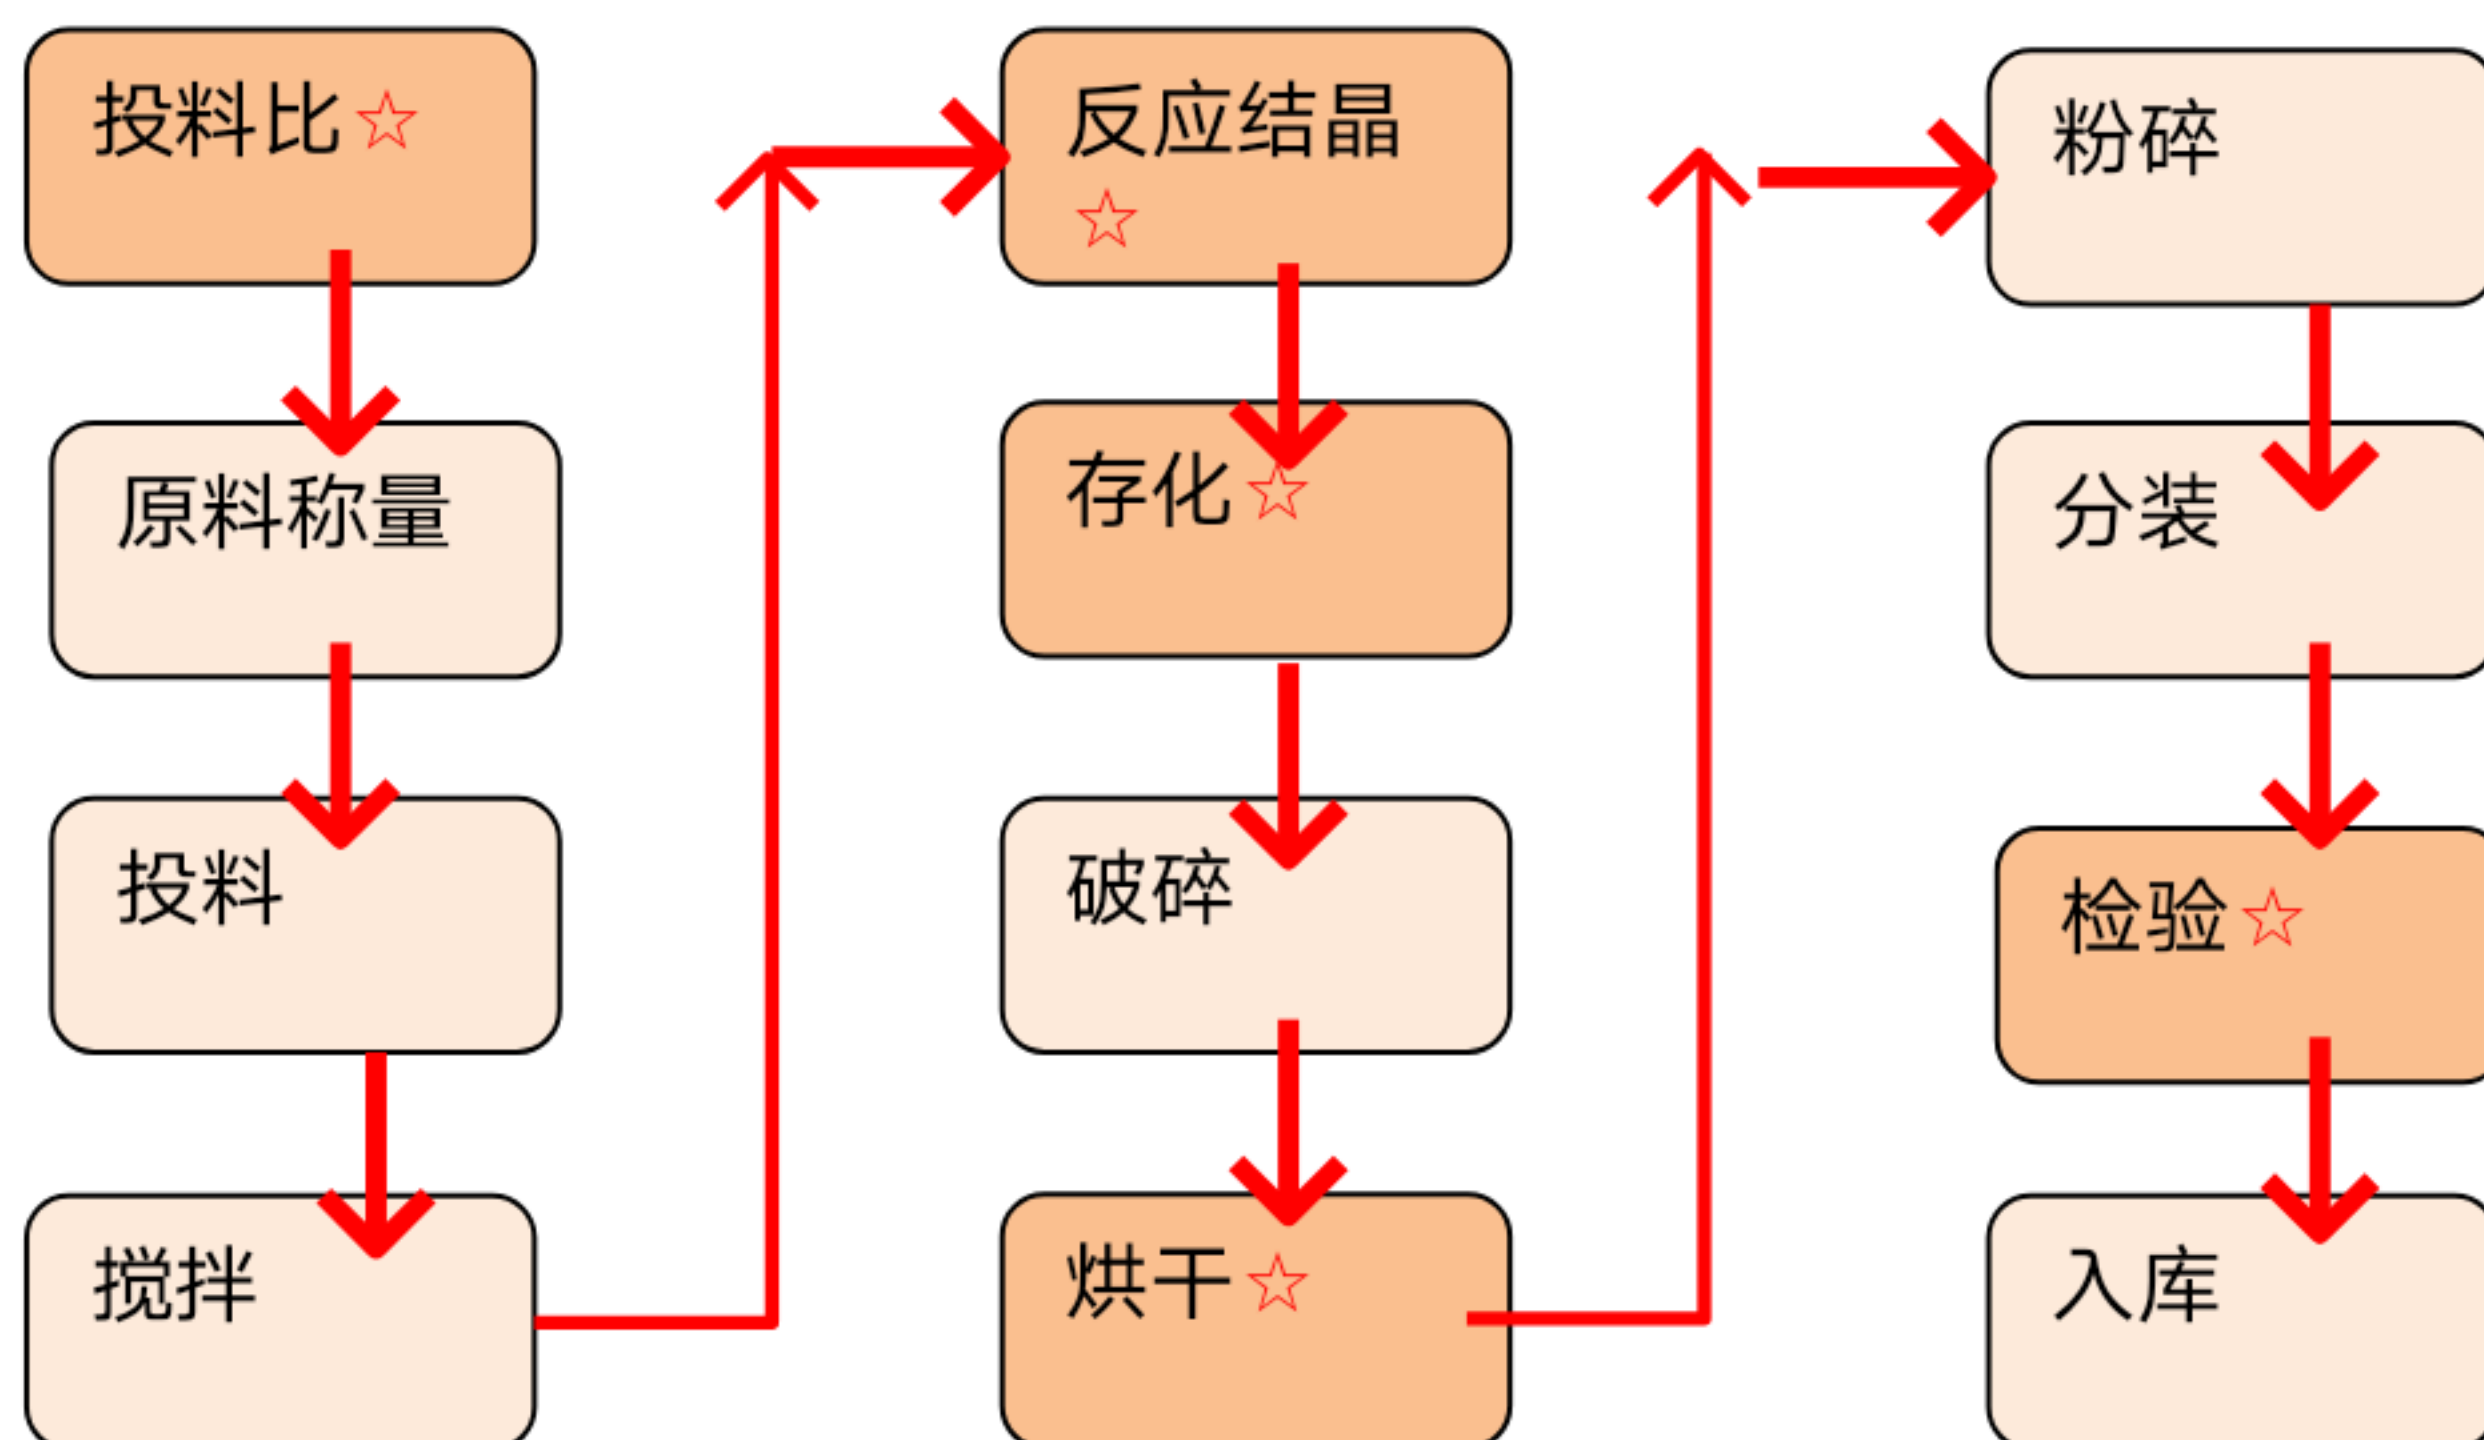 投料比☆
原料称量
投料
搅拌
反应结晶
☆
存化☆
破碎
烘干☆
粉碎
分装
检验☆
入库